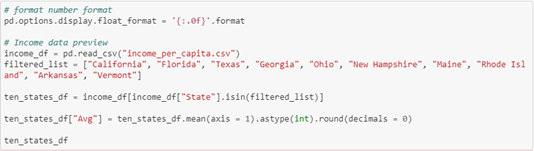 # format number format
pd.options.display.float_format = '{:.0f}'.format
# Income data preview
income_df = pd.read_csv("income_per_capita.csv")
filtered_list = ["California", "Florida", "Texas", "Georgia", "Ohio", "New Hampshire", "Maine", "Rhode Isl
and", "Arkansas", "Vermont"]
ten_states_df = income_df[income_df["State"].isin(filtered_list)]
ten_states_df["Avg"] = ten_states_df.mean(axis = 1).astype(int).round(decimals = 0)
ten_states_df